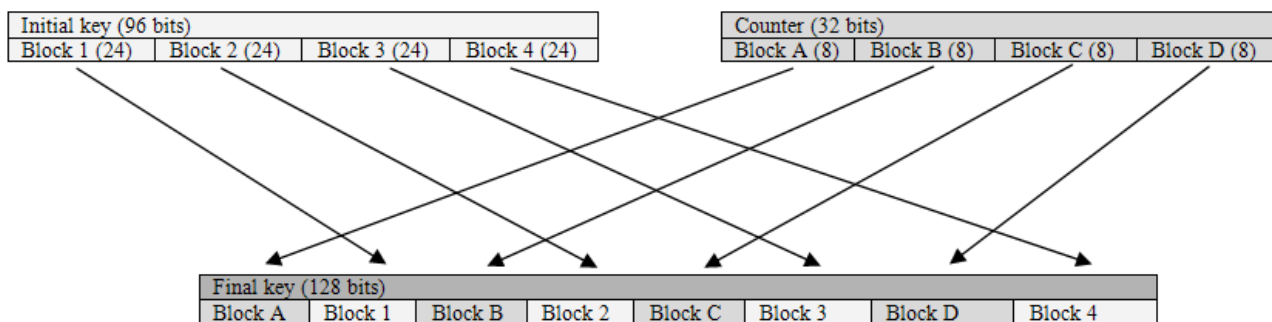 Initial key (96 bits)
Block 1 (24) Block 2 (24) Block 3 (24) Block 4 (24)
Counter (32 bits)
Block A (8) Block B (8) Block C (8) Block D (8)
Final key (128 bits)
Block A Block 1 Block B Block 2 Block C Block 3 Block D Block 4